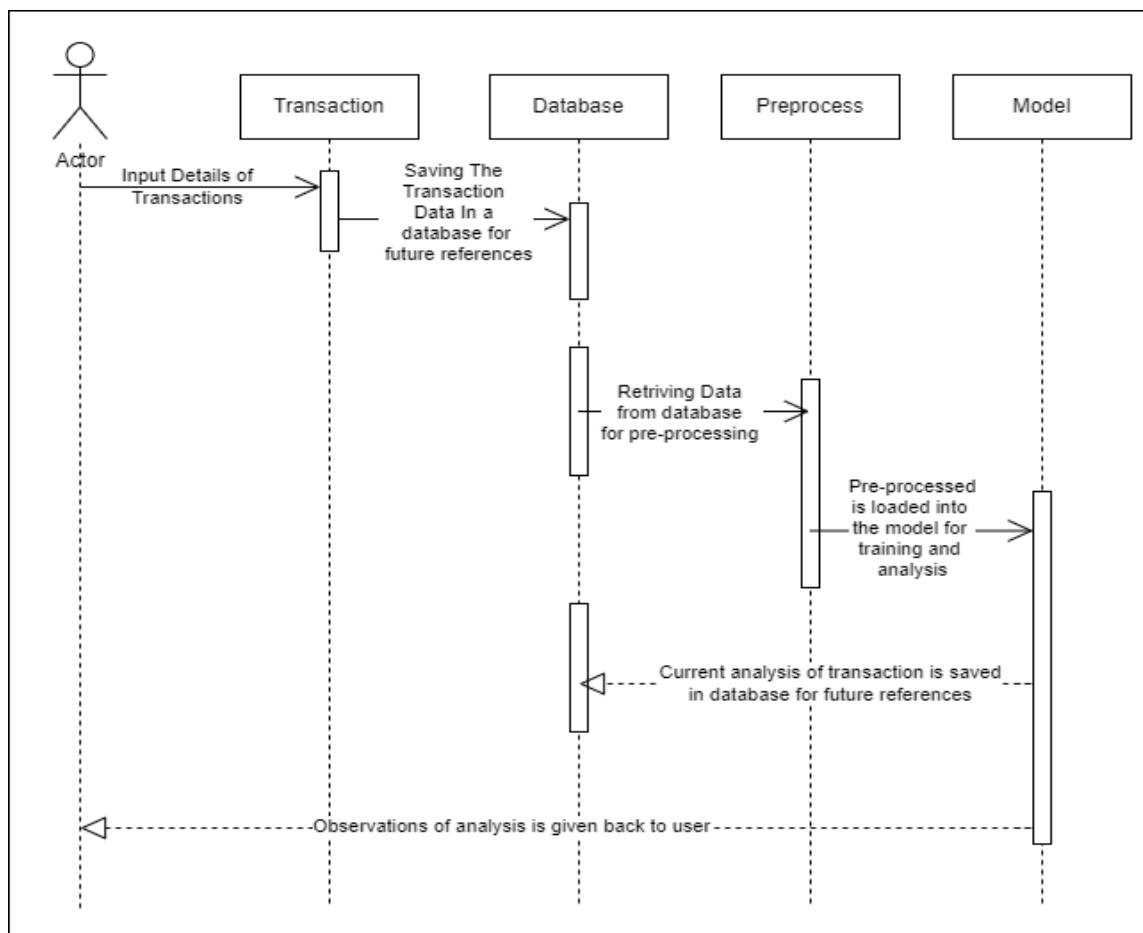 Transaction
Database
Preprocess
Model
Actor
Input Details of
Transactions
Saving The
Transaction
Data In a
database for
future references
Retriving Data
from database
for pre-processing
Pre-processed
is loaded into
the model for
training and
analysis
Current analysis of transaction is saved
in database for future references
Observations of analysis is given back to user